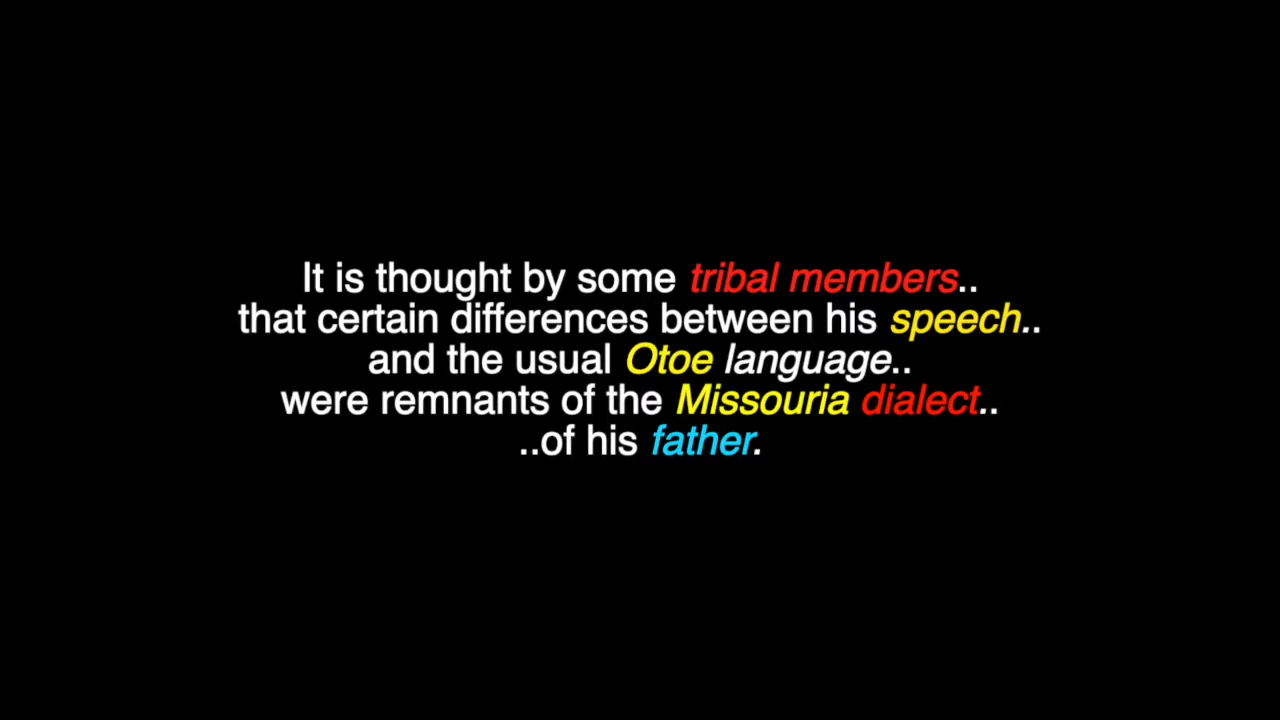 It is thought by some tribal members..
that certain differences between his speech..
and the usual Otoe language..
were remnants of the Missouria dialect..
..of his father.